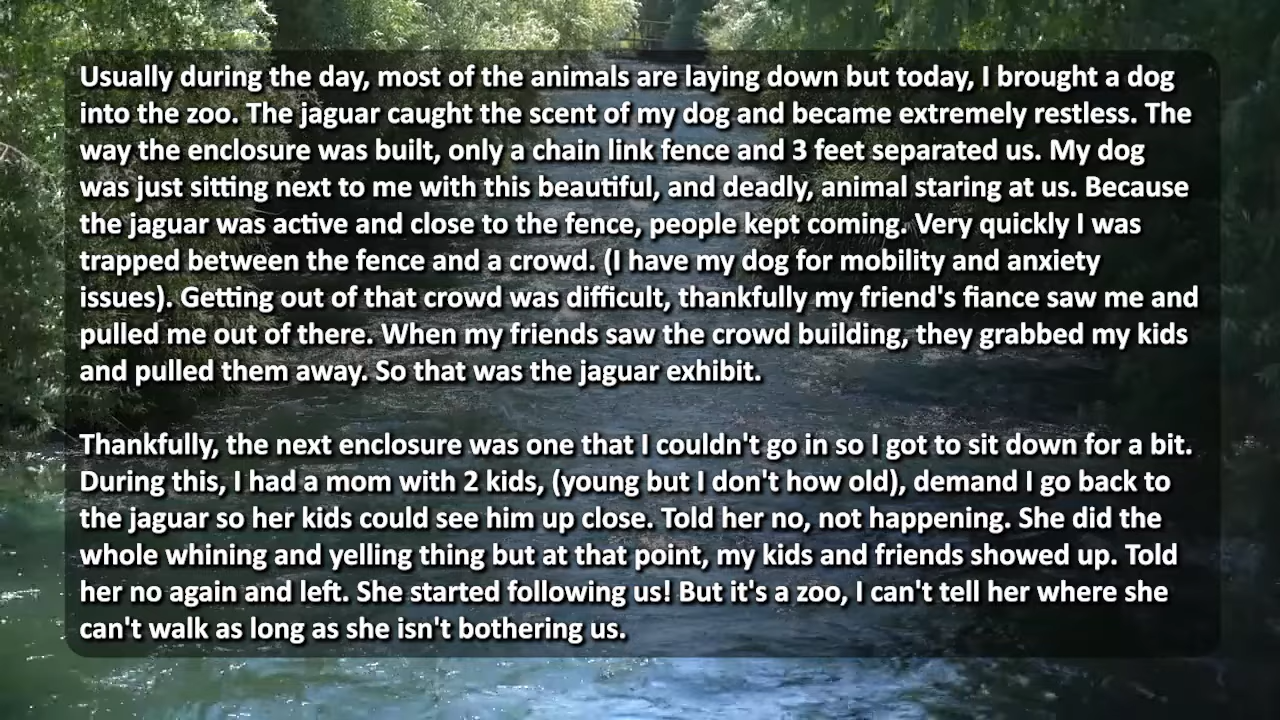 Usually during the day, most of the animals are laying down but today, I brought a dog
into the zoo. The jaguar caught the scent of my dog and became extremely restless. The
way the enclosure was built, only a chain link fence and 3 feet separated us. My dog
was just sitting next to me with this beautiful, and deadly, animal staring at us. Because
the jaguar was active and close to the fence, people kept coming. Very quickly I was
trapped between the fence and a crowd. (I have my dog for mobility and anxiety
issues). Getting out of that crowd was difficult, thankfully my friend's fiance saw me and
pulled me out of there. When my friends saw the crowd building, they grabbed my kids
and pulled them away. So that was the jaguar exhibit.

Thankfully, the next enclosure was one that I couldn't go in so I got to sit down for a bit.
During this, I had a mom with 2 kids, (young but I don't how old), demand I go back to
the jaguar so her kids could see him up close. Told her no, not happening. She did the
whole whining and yelling thing but at that point, my kids and friends showed up. Told
her no again and left. She started following us! But it's a zoo, I can't tell her where she
can't walk as long as she isn't bothering us.